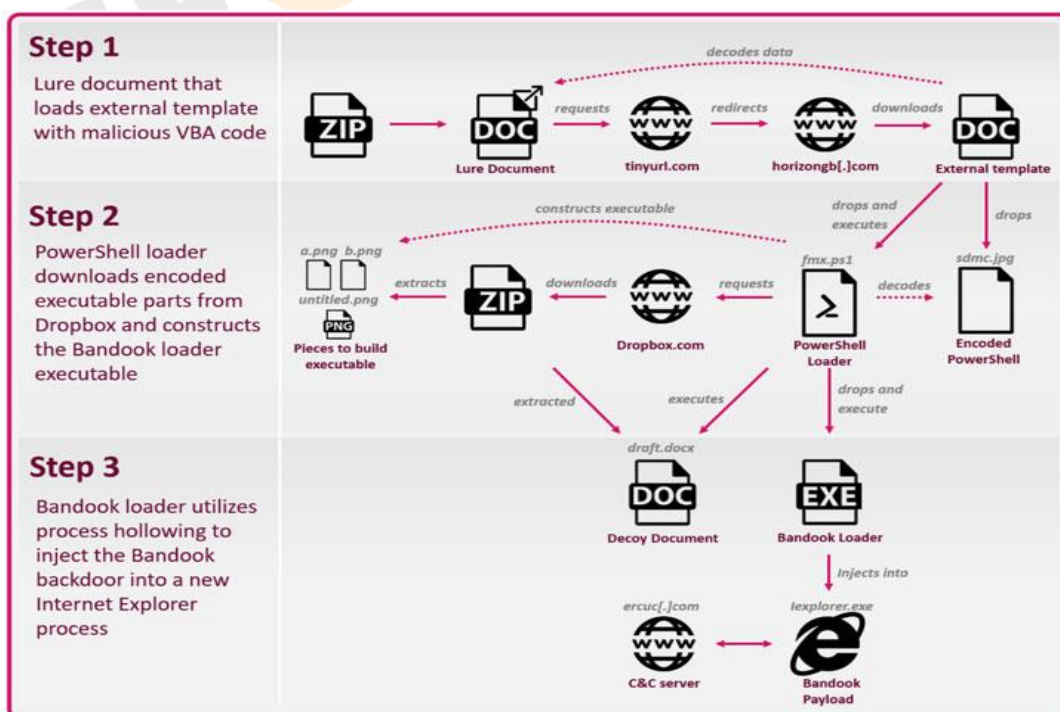 Step 1
Lure document that
loads external template
with malicious VBA code
decodes data
ZIP
DOC
Lure Document
requests
www
tinyurl.com
redirects
www
horizongb[.]com
downloads
DOC
External template
Step 2
PowerShell loader
downloads encoded
executable parts from
Dropbox and constructs
the Bandook loader
executable
constructs executable
drops and
executes
drops
a.png b.png
untitled.png
PNG
Pieces to build
executable
extracts
ZIP
downloads
www
Dropbox.com
requests
fmx.ps1
PowerShell
Loader
decodes
sdmc.jpg
Encoded
PowerShell
extracted
executes
drops and
execute
Step 3
Bandook loader utilizes
process hollowing to
inject the Bandook
backdoor into a new
Internet Explorer
process
draft.docx
DOC
Decoy Document
EXE
Bandook Loader
Injects into
ercuc[.]com
www
C&C server
Iexplorer.exe
Bandook
Payload